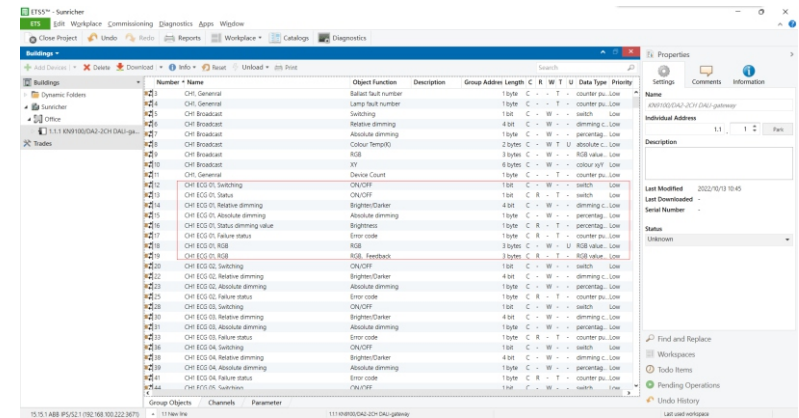 ETS5™ - Sunricher
ETS Edit Workplace Commissioning Diagnostics Apps Window
Close Project Undo Redo Reports Workplace Catalogs Diagnostics
Buildings
Add Devices Delete Download Info Reset Unload Print Search
Buildings
Dynamic Folders
Sunricher
Office
1.1.1 KN9100/DA2-2CH DALI-ga...
Trades
Number Name Object Function Description Group Addres Length C R W T U Data Type Priority
3 CH1, Genenral Ballast fault number 1 byte C - - T - counter pu... Low
4 CH1, Genenral Lamp fault number 1 byte C - - T - counter pu... Low
5 CH1 Broadcast Switching 1 bit C - W - - switch Low
6 CH1 Broadcast Relative dimming 4 bit C - W - - dimming c... Low
7 CH1 Broadcast Absolute dimming 1 byte C - W - - percentag... Low
8 CH1 Broadcast Colour Temp(K) 2 bytes C - W T U absolute c... Low
9 CH1 Broadcast RGB 3 bytes C - W - - RGB value... Low
10 CH1 Broadcast XY 6 bytes C - W - - colour xyY Low
11 CH1, Genenral Device Count 1 byte C - - T - counter pu... Low
12 CH1 ECG 01, Switching ON/OFF 1 bit C - W - - switch Low
13 CH1 ECG 01, Status ON/OFF 1 bit C R - T - switch Low
14 CH1 ECG 01, Relative dimming Brighter/Darker 4 bit C - W - - dimming c... Low
15 CH1 ECG 01, Absolute dimming Absolute dimming 1 byte C - W - - percentag... Low
16 CH1 ECG 01, Status dimming value Brightness 1 byte C R - T - percentag... Low
17 CH1 ECG 01, Failure status Error code 1 byte C R - T - counter pu... Low
18 CH1 ECG 01, RGB RGB 3 bytes C - W - U RGB value... Low
19 CH1 ECG 01, RGB RGB, Feedback 3 bytes C R - T - RGB value... Low
20 CH1 ECG 02, Switching ON/OFF 1 bit C - W - - switch Low
22 CH1 ECG 02, Relative dimming Brighter/Darker 4 bit C - W - - dimming c... Low
23 CH1 ECG 02, Absolute dimming Absolute dimming 1 byte C - W - - percentag... Low
25 CH1 ECG 02, Failure status Error code 1 byte C R - T - counter pu... Low
28 CH1 ECG 03, Switching ON/OFF 1 bit C - W - - switch Low
30 CH1 ECG 03, Relative dimming Brighter/Darker 4 bit C - W - - dimming c... Low
31 CH1 ECG 03, Absolute dimming Absolute dimming 1 byte C - W - - percentag... Low
33 CH1 ECG 03, Failure status Error code 1 byte C R - T - counter pu... Low
36 CH1 ECG 04, Switching ON/OFF 1 bit C - W - - switch Low
38 CH1 ECG 04, Relative dimming Brighter/Darker 4 bit C - W - - dimming c... Low
39 CH1 ECG 04, Absolute dimming Absolute dimming 1 byte C - W - - percentag... Low
41 CH1 ECG 04, Failure status Error code 1 byte C R - T - counter pu... Low
44 CH1 ECG 05, Switching ON/OFF 1 bit C - W - - switch Low
Group Objects Channels Parameter
Properties
Settings Comments Information
Name
KN9100/DA2-2CH DALI-gateway
Individual Address
1.1 . 1 Park
Description
Last Modified 2022/10/13 10:45
Last Downloaded -
Serial Number -
Status
Unknown
Find and Replace
Workspaces
Todo Items
Pending Operations
Undo History
15.15.1 ABB IPS/S2.1 (192.168.100.222:3671) 1.1 New line 1.1.1 KN9100/DA2-2CH DALI-gateway Last used workspace